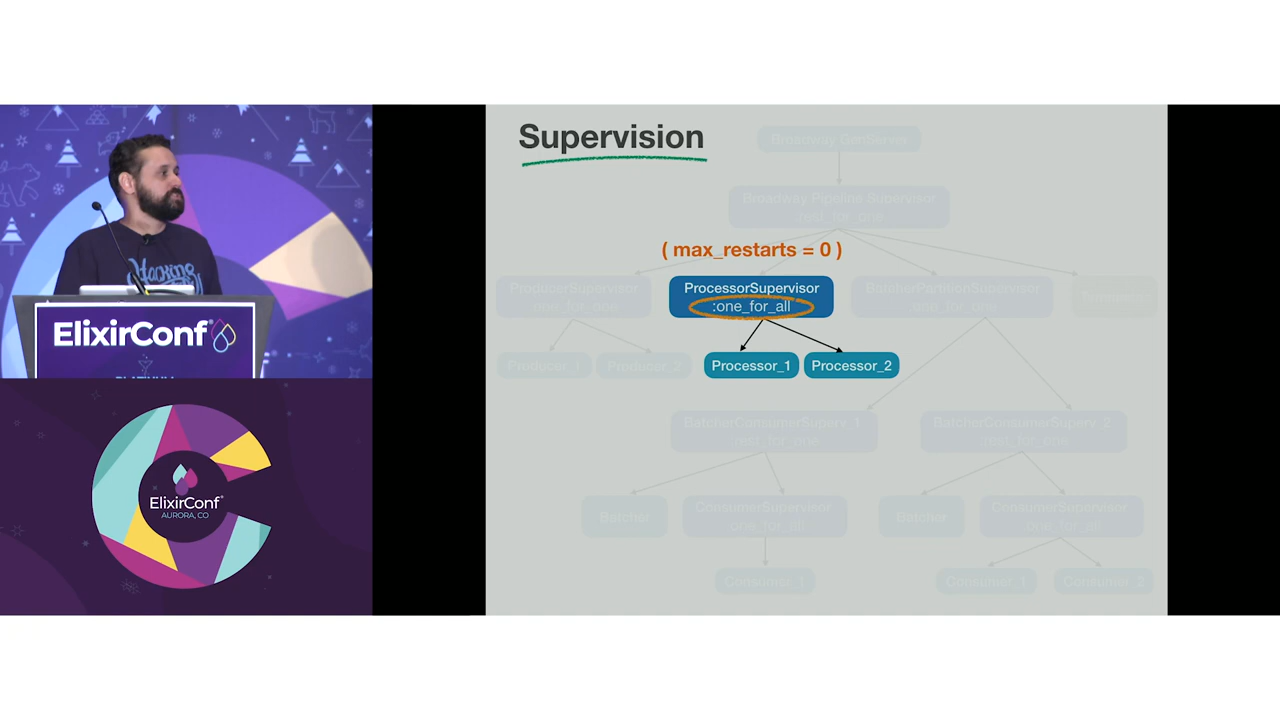 Supervision
Broadway GenServer
Broadway Pipeline Supervisor
:rest_for_one
( max_restarts = 0 )
ProducerSupervisor
:one_for_one
ProcessorSupervisor
:one_for_all
BatcherPartitionSupervisor
:one_for_one
Producer_1
Producer_2
Processor_1
Processor_2
BatcherConsumerSuperv_1
:rest_for_one
BatcherConsumerSuperv_2
:rest_for_one
Batcher
ConsumerSupervisor
:one_for_all
Batcher
ConsumerSupervisor
:one_for_all
Consumer_1
Consumer_1
Consumer_2
Hacking
ElixirConf
ElixirConf
AURORA, CO